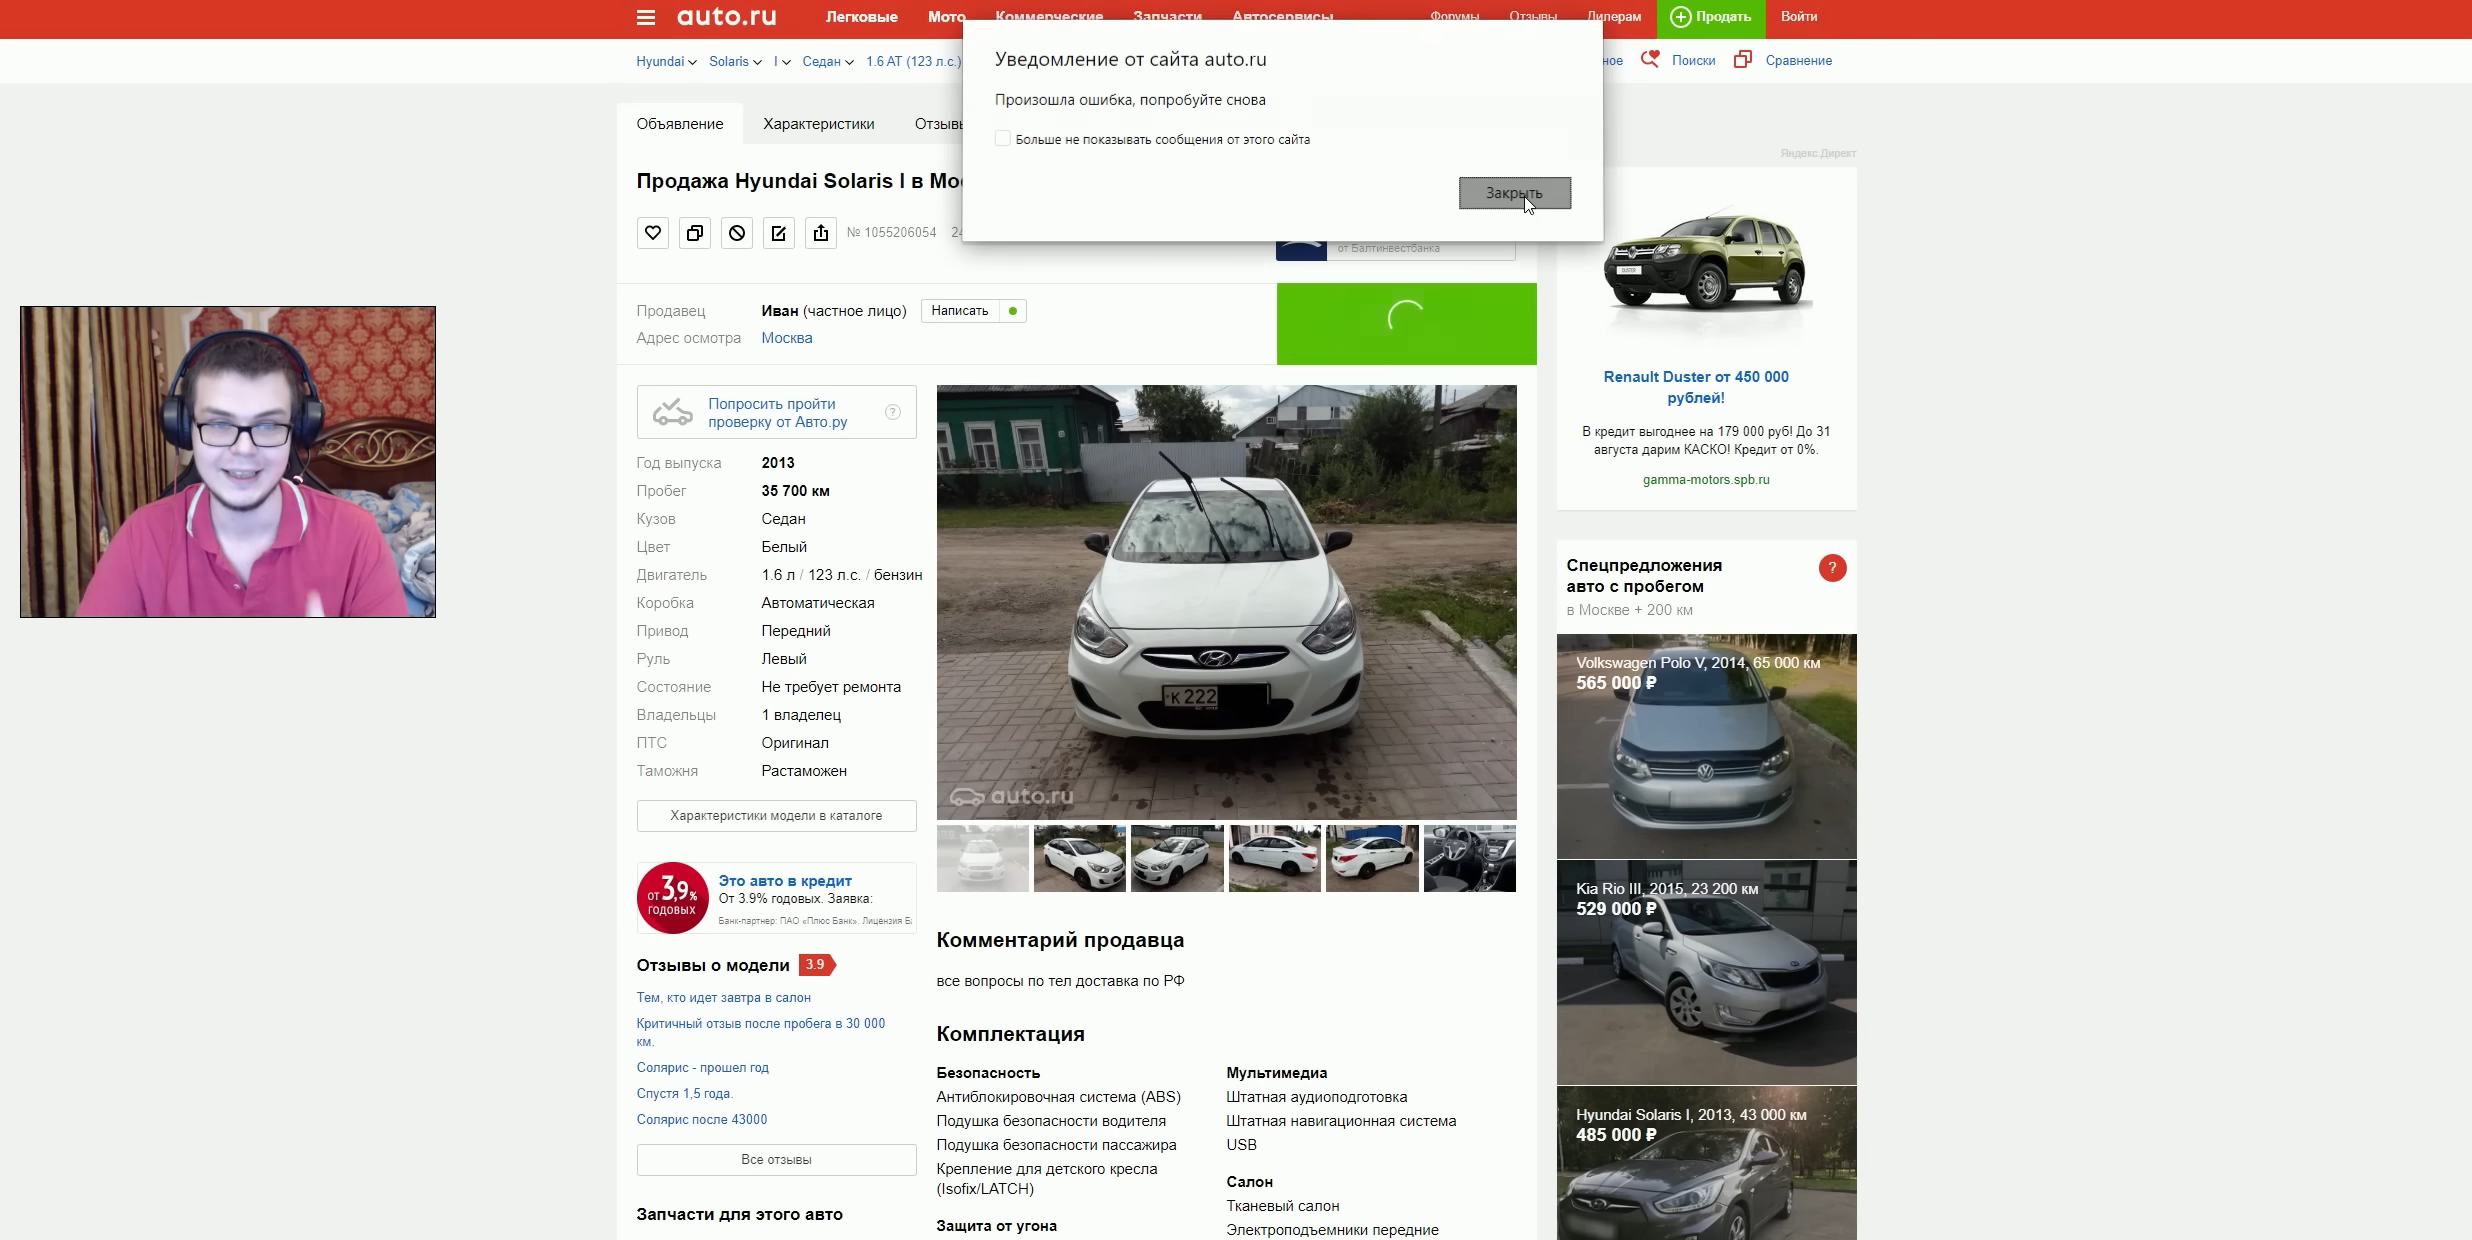 auto.ru
Легковые
Мото
Коммерческие
Запчасти
Автосервисы
Форумы
Отзывы
Дилерам
Продать
Войти
Hyundai
Solaris
I
Седан
1.6 AT (123 л.с.)
Поиски
Сравнение
Уведомление от сайта auto.ru
Произошла ошибка, попробуйте снова
Больше не показывать сообщения от этого сайта
Закрыть
Объявление
Характеристики
Отзывы
Продажа Hyundai Solaris I в Мос
№ 1055206054
24
от Балтинвестбанка
Продавец
Иван (частное лицо)
Написать
Адрес осмотра
Москва
Попросить пройти
проверку от Авто.ру
?
Год выпуска
2013
Пробег
35 700 км
Кузов
Седан
Цвет
Белый
Двигатель
1.6 л / 123 л.с. / бензин
Коробка
Автоматическая
Привод
Передний
Руль
Левый
Состояние
Не требует ремонта
Владельцы
1 владелец
ПТС
Оригинал
Таможня
Растаможен
Характеристики модели в каталоге
от 3,9%
годовых
Это авто в кредит
От 3.9% годовых. Заявка:
Банк-партнер: ПАО «Плюс Банк». Лицензия Б
Отзывы о модели
3.9
Тем, кто идет завтра в салон
Критичный отзыв после пробега в 30 000
км.
Солярис - прошел год
Спустя 1,5 года.
Солярис после 43000
Все отзывы
Запчасти для этого авто
к 222
auto.ru
Комментарий продавца
все вопросы по тел доставка по РФ
Комплектация
Безопасность
Антиблокировочная система (ABS)
Подушка безопасности водителя
Подушка безопасности пассажира
Крепление для детского кресла
(Isofix/LATCH)
Защита от угона
Мультимедиа
Штатная аудиоподготовка
Штатная навигационная система
USB
Салон
Тканевый салон
Электроподъемники передние
Яндекс.Директ
DUSTER
Renault Duster от 450 000
рублей!
В кредит выгоднее на 179 000 руб! До 31
августа дарим КАСКО! Кредит от 0%.
gamma-motors.spb.ru
Спецпредложения
авто с пробегом
?
в Москве + 200 км
Volkswagen Polo V, 2014, 65 000 км
565 000 ₽
Kia Rio III, 2015, 23 200 км
529 000 ₽
Hyundai Solaris I, 2013, 43 000 км
485 000 ₽